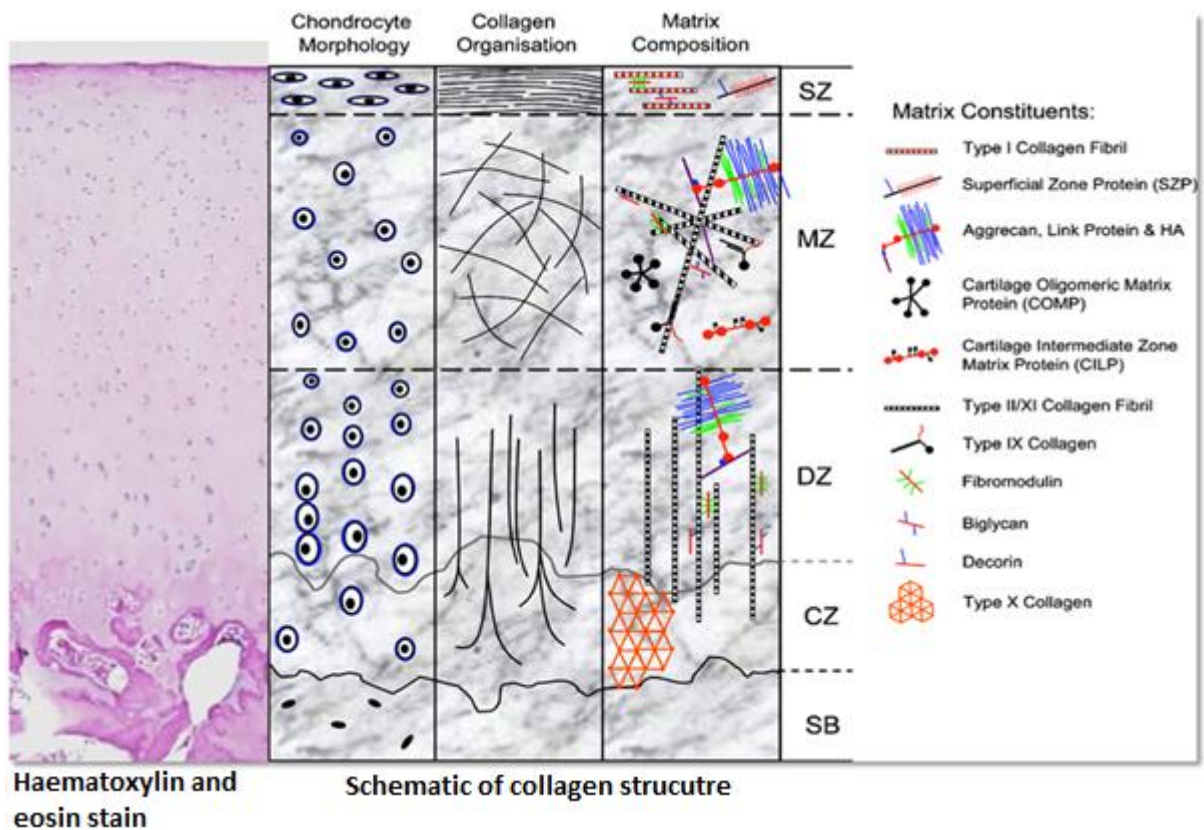 Chondrocyte
Morphology
Collagen
Organisation
Matrix
Composition
SZ
MZ
DZ
CZ
SB
Matrix Constituents:
Type I Collagen Fibril
Superficial Zone Protein (SZP)
Aggrecan, Link Protein & HA
Cartilage Oligomeric Matrix
Protein (COMP)
Cartilage Intermediate Zone
Matrix Protein (CILP)
Type II/XI Collagen Fibril
Type IX Collagen
Fibromodulin
Biglycan
Decorin
Type X Collagen
Haematoxylin and
eosin stain
Schematic of collagen strucutre